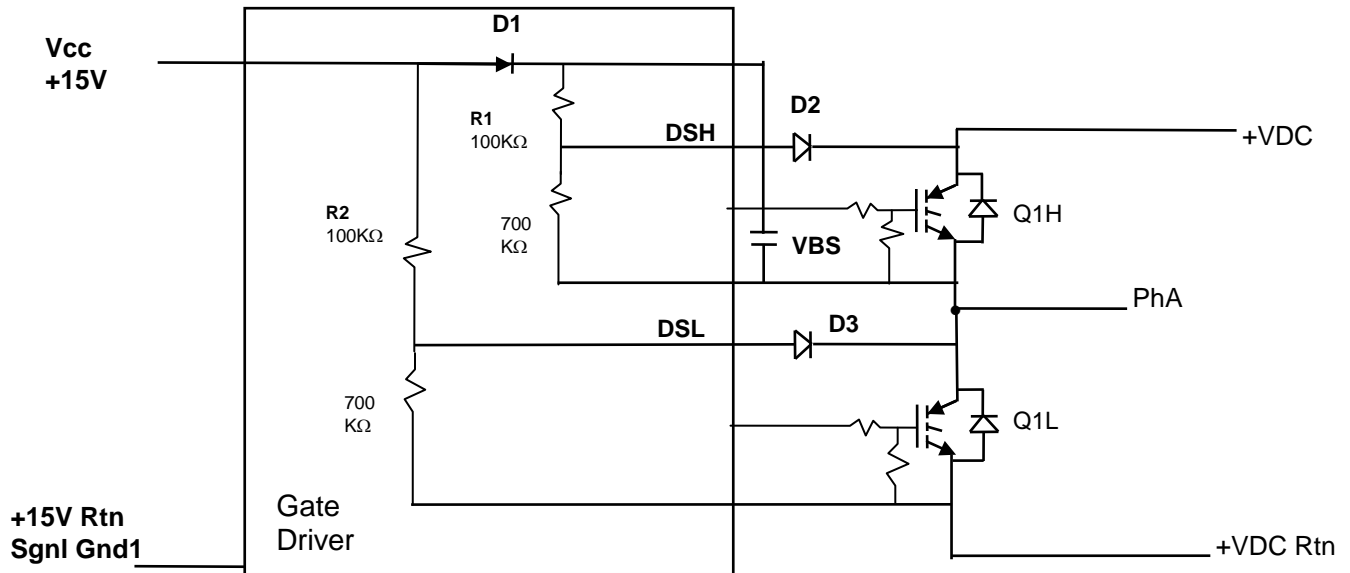 D1
Vcc
+15V
R1
100KΩ
DSH
D2
+VDC
R2
100KΩ
700
KΩ
VBS
Q1H
PhA
DSL
D3
700
KΩ
Q1L
Gate
Driver
+15V Rtn
Sgnl Gnd1
+VDC Rtn